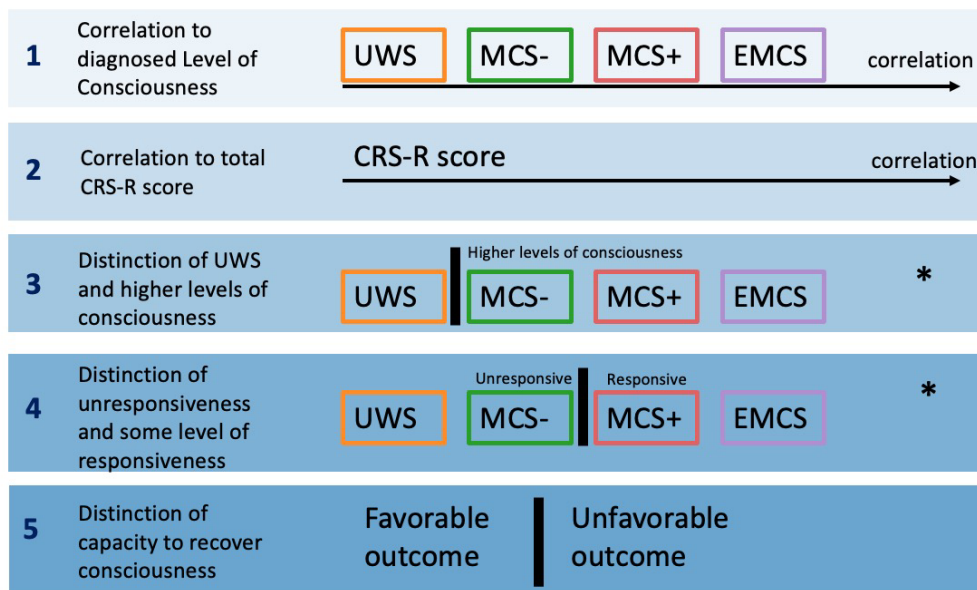 1
Correlation to
diagnosed Level of
Consciousness
UWS MCS- MCS+ EMCS
correlation
2
Correlation to total
CRS-R score
CRS-R score
correlation
3
Distinction of UWS
and higher levels of
consciousness
Higher levels of consciousness
UWS MCS- MCS+ EMCS
*
4
Distinction of
unresponsiveness
and some level of
responsiveness
Unresponsive Responsive
UWS MCS- MCS+ EMCS
*
5
Distinction of
capacity to recover
consciousness
Favorable
outcome
Unfavorable
outcome